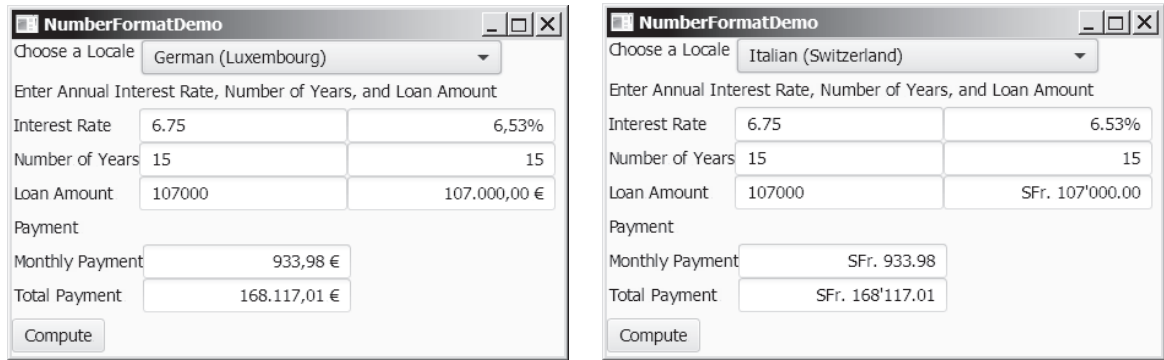 NumberFormatDemo
Choose a Locale German (Luxembourg)
Enter Annual Interest Rate, Number of Years, and Loan Amount
Interest Rate 6.75 6,53%
Number of Years 15 15
Loan Amount 107000 107.000,00 €
Payment
Monthly Payment 933,98 €
Total Payment 168.117,01 €
Compute
NumberFormatDemo
Choose a Locale Italian (Switzerland)
Enter Annual Interest Rate, Number of Years, and Loan Amount
Interest Rate 6.75 6.53%
Number of Years 15 15
Loan Amount 107000 SFr. 107'000.00
Payment
Monthly Payment SFr. 933.98
Total Payment SFr. 168'117.01
Compute